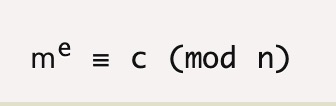 mᵉ ≡ c (mod n)